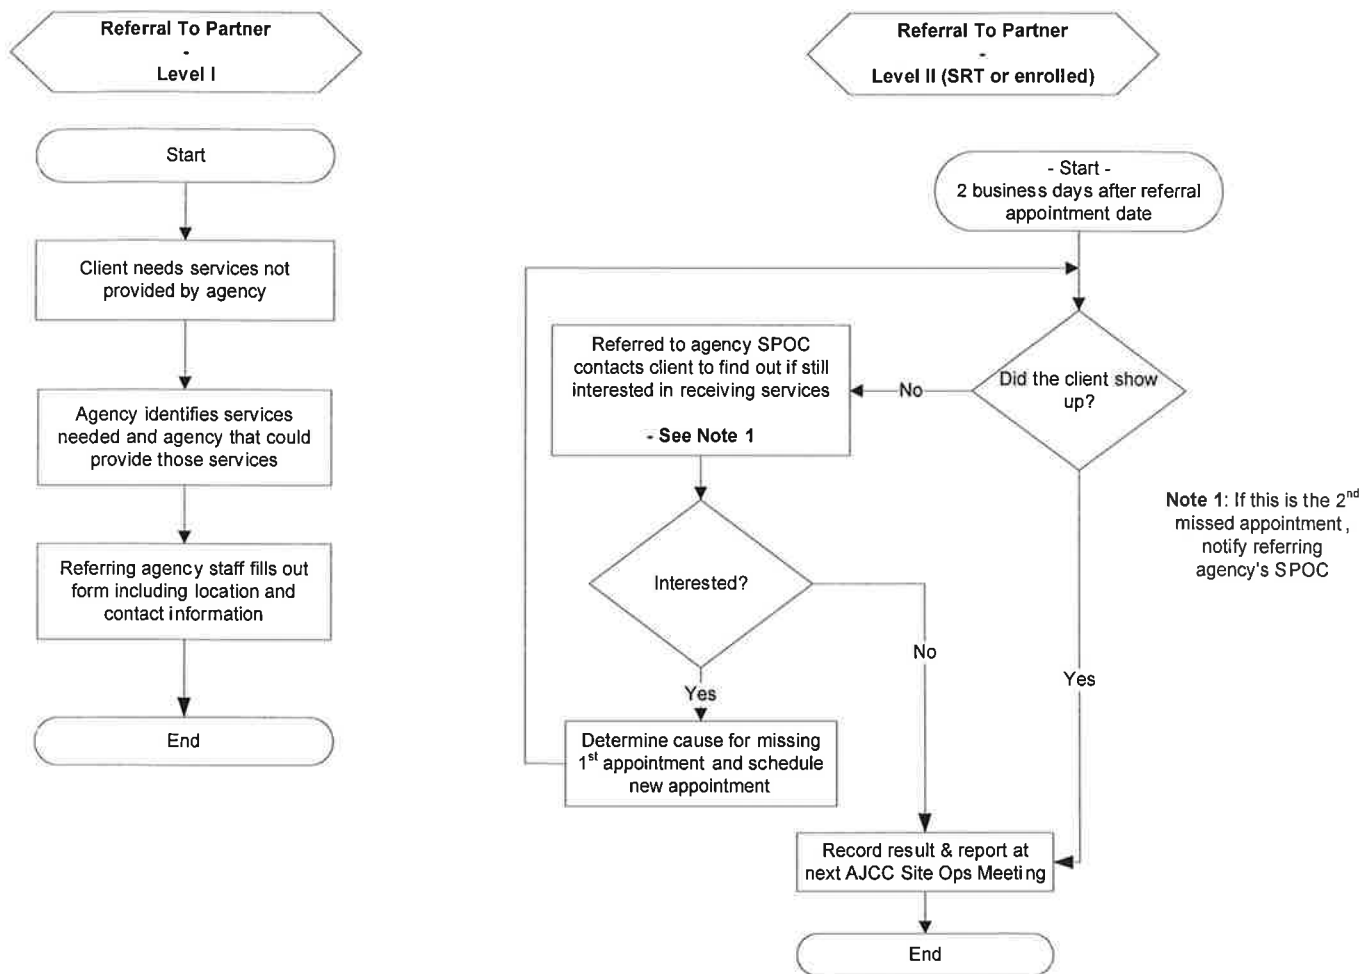 Referral To Partner
-
Level I
Start
Client needs services not
provided by agency
Agency identifies services
needed and agency that could
provide those services
Referring agency staff fills out
form including location and
contact information
End
Referral To Partner
-
Level II (SRT or enrolled)
- Start -
2 business days after referral
appointment date
Did the client show
up?
No
Yes
Referred to agency SPOC
contacts client to find out if still
interested in receiving services
- See Note 1
Interested?
No
Yes
Determine cause for missing
1st appointment and schedule
new appointment
Note 1: If this is the 2nd
missed appointment,
notify referring
agency's SPOC
Record result & report at
next AJCC Site Ops Meeting
End